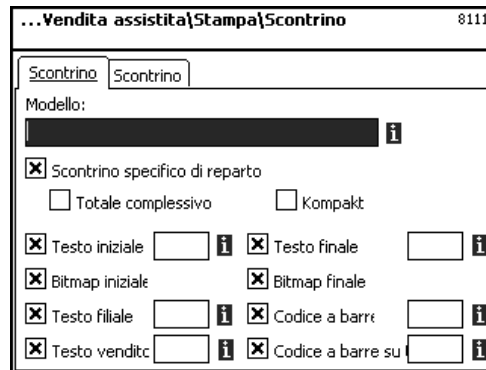 ...Vendita assistita\Stampa\Scontrino 8111
Scontrino Scontrino
Modello:
Scontrino specifico di reparto
Totale complessivo Kompakt
Testo iniziale Testo finale
Bitmap iniziale Bitmap finale
Testo filiale Codice a barre
Testo vendito Codice a barre su